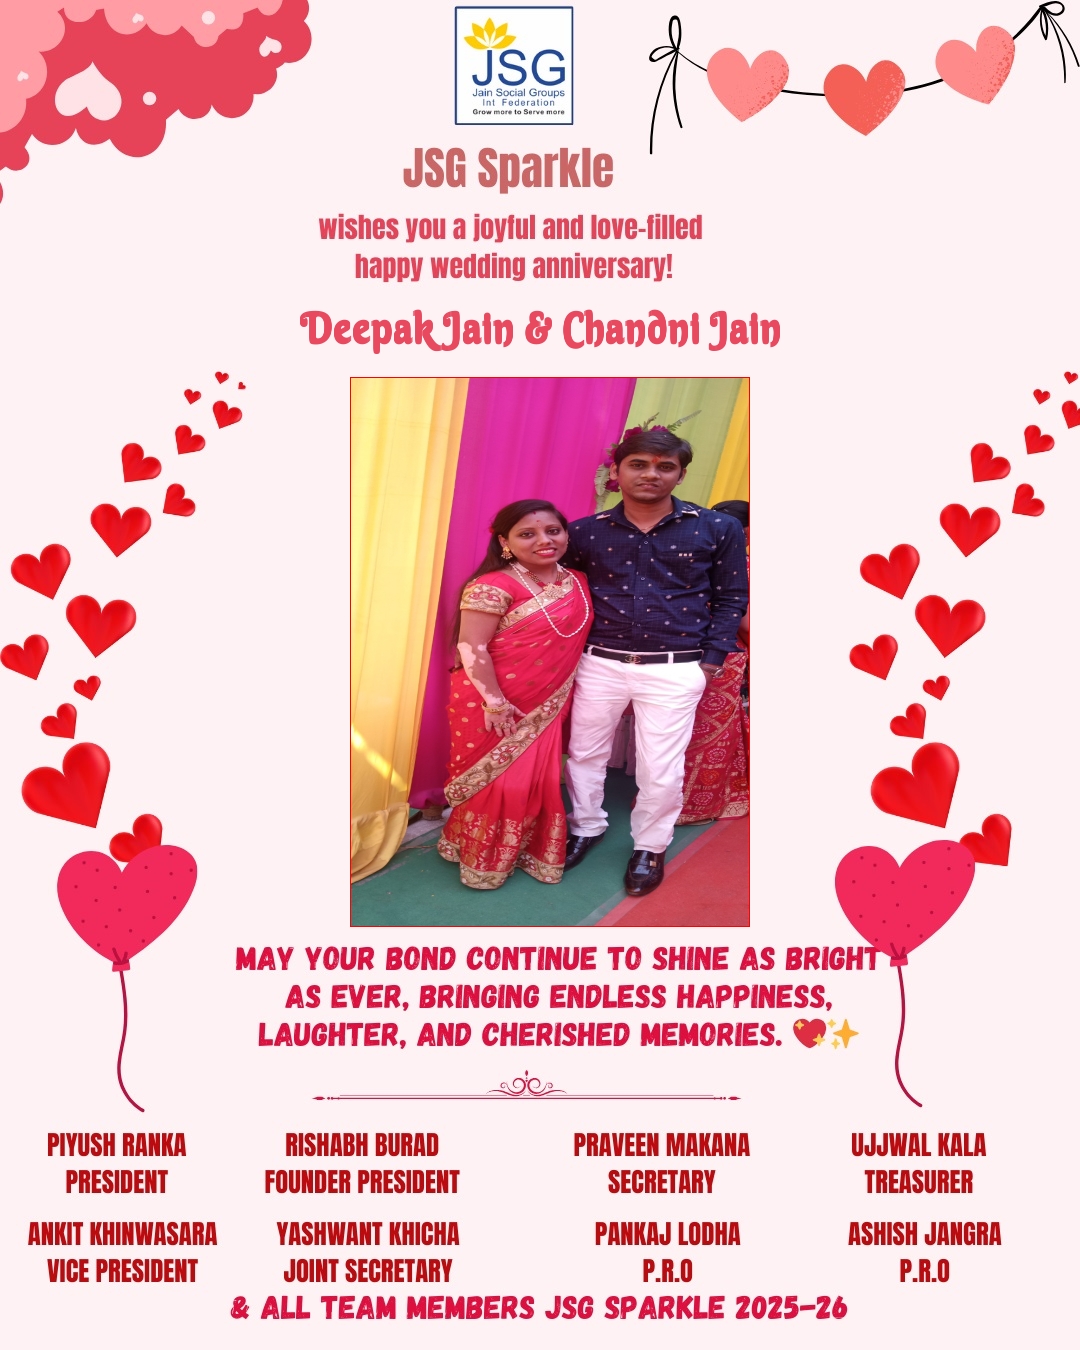 JSG
Jain Social Groups
Int Federation
Grow more to Serve more
JSG Sparkle
wishes you a joyful and love-filled
happy wedding anniversary!
Deepak Jain & Chandni Jain
MAY YOUR BOND CONTINUE TO SHINE AS BRIGHT
AS EVER, BRINGING ENDLESS HAPPINESS,
LAUGHTER, AND CHERISHED MEMORIES. 💖✨
PIYUSH RANKA
PRESIDENT
RISHABH BURAD
FOUNDER PRESIDENT
PRAVEEN MAKANA
SECRETARY
UJJWAL KALA
TREASURER
ANKIT KHINWASARA
VICE PRESIDENT
YASHWANT KHICHA
JOINT SECRETARY
PANKAJ LODHA
P.R.O
ASHISH JANGRA
P.R.O
& ALL TEAM MEMBERS JSG SPARKLE 2025-26